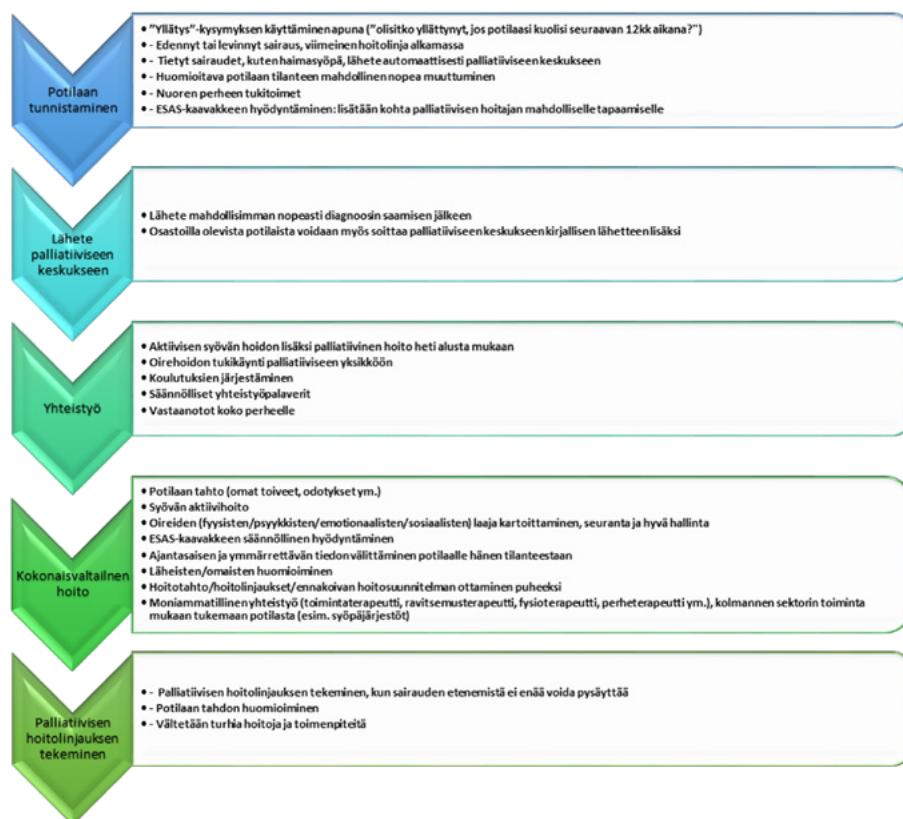 Potilaan
tunnistaminen
• "Yllätys"-kysymyksen käyttäminen apuna ("olisitko yllättynyt, jos potilaasi kuolisi seuraavan 12kk aikana?")
• - Edennyt tai levinnyt sairaus, viimeinen hoitolinja alkamassa
• - Tietyt sairaudet, kuten haimasyöpä, lähete automaattisesti palliatiiviseen keskukseen
• - Huomioitava potilaan tilanteen mahdollinen nopea muuttuminen
• - Nuoren perheen tukitoimet
• - ESAS-kaavakkeen hyödyntäminen: lisätään kohta palliatiivisen hoitajan mahdolliselle tapaamiselle
Lähete
palliatiiviseen
keskukseen
• Lähete mahdollisimman nopeasti diagnoosin saamisen jälkeen
• Osastoilla olevista potilaista voidaan myös soittaa palliatiiviseen keskukseen kirjallisen lähetteen lisäksi
Yhteistyö
• Aktiivisen syövän hoidon lisäksi palliatiivinen hoito heti alusta mukaan
• Oirehoidon tukikäynti palliatiiviseen yksikköön
• Koulutuksien järjestäminen
• Säännölliset yhteistyöpalaverit
• Vastaanotot koko perheelle
Kokonaisvaltailnen
hoito
• Potilaan tahto (omat toiveet, odotykset ym.)
• Syövän aktiivihoito
• Oireiden (fyysisten/psyykkisten/emotionaalisten/sosiaalisten) laaja kartoittaminen, seuranta ja hyvä hallinta
• ESAS-kaavakkeen säännöllinen hyödyntäminen
• Ajantasaisen ja ymmärrettävän tiedon välittäminen potilaalle hänen tilanteestaan
• Läheisten/omaisten huomioiminen
• Hoitotahto/hoitolinjaukset/ennakoivan hoitosuunnitelman ottaminen puheeksi
• Moniammatillinen yhteistyö (toimintaterapeutti, ravitsemusterapeutti, fysioterapeutti, perheterapeutti ym.), kolmannen sektorin toiminta
mukaan tukemaan potilasta (esim. syöpäjärjestöt)
Palliatiivisen
hoitolinjauksen
tekeminen
• - Palliatiivisen hoitolinjauksen tekeminen, kun sairauden etenemistä ei enää voida pysäyttää
• - Potilaan tahdon huomioiminen
• - Vältetään turhia hoitoja ja toimenpiteitä